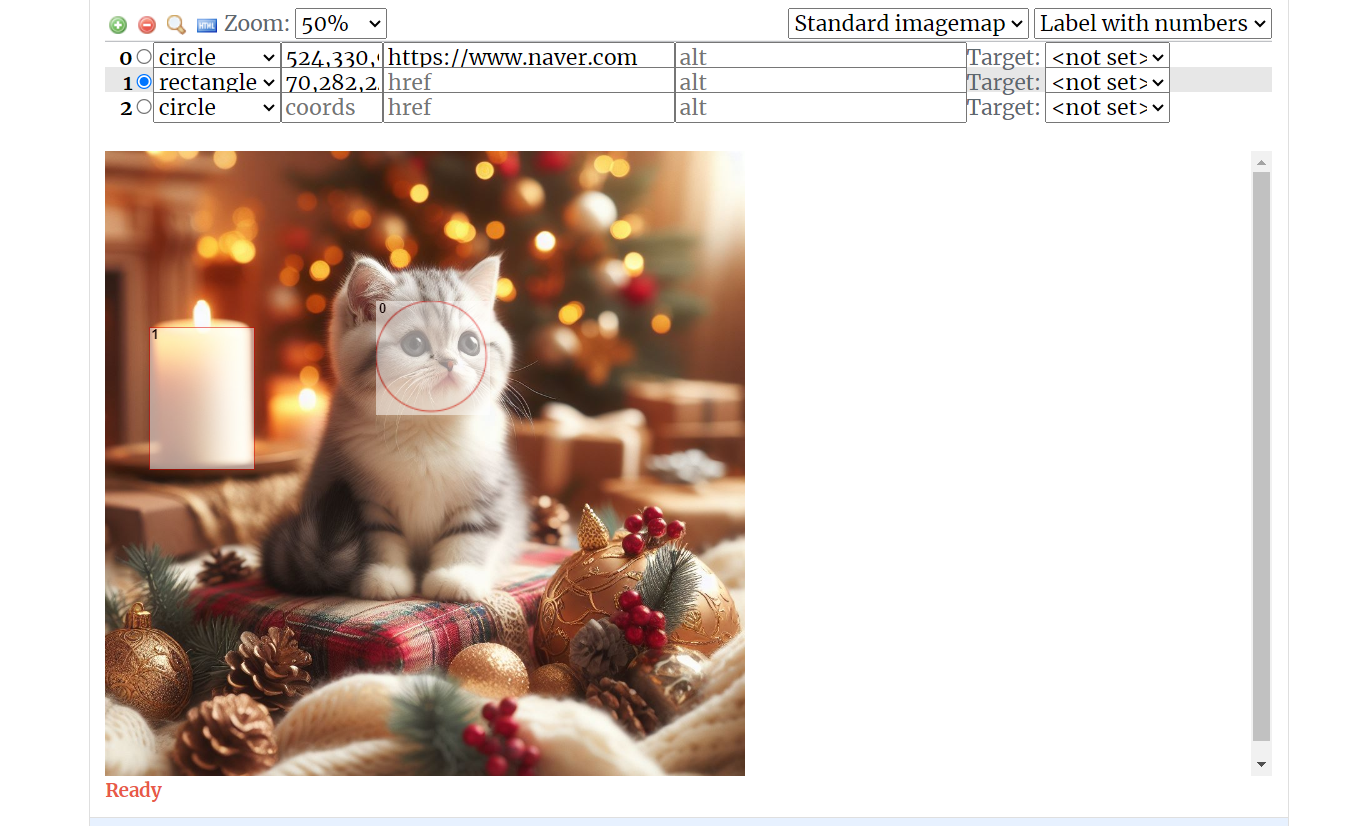 Zoom: 50% Standard imagemap Label with numbers
0 circle 524,330, https://www.naver.com alt Target: <not set>
1 rectangle 70,282,2 href alt Target: <not set>
2 circle coords href alt Target: <not set>
0
1
Ready